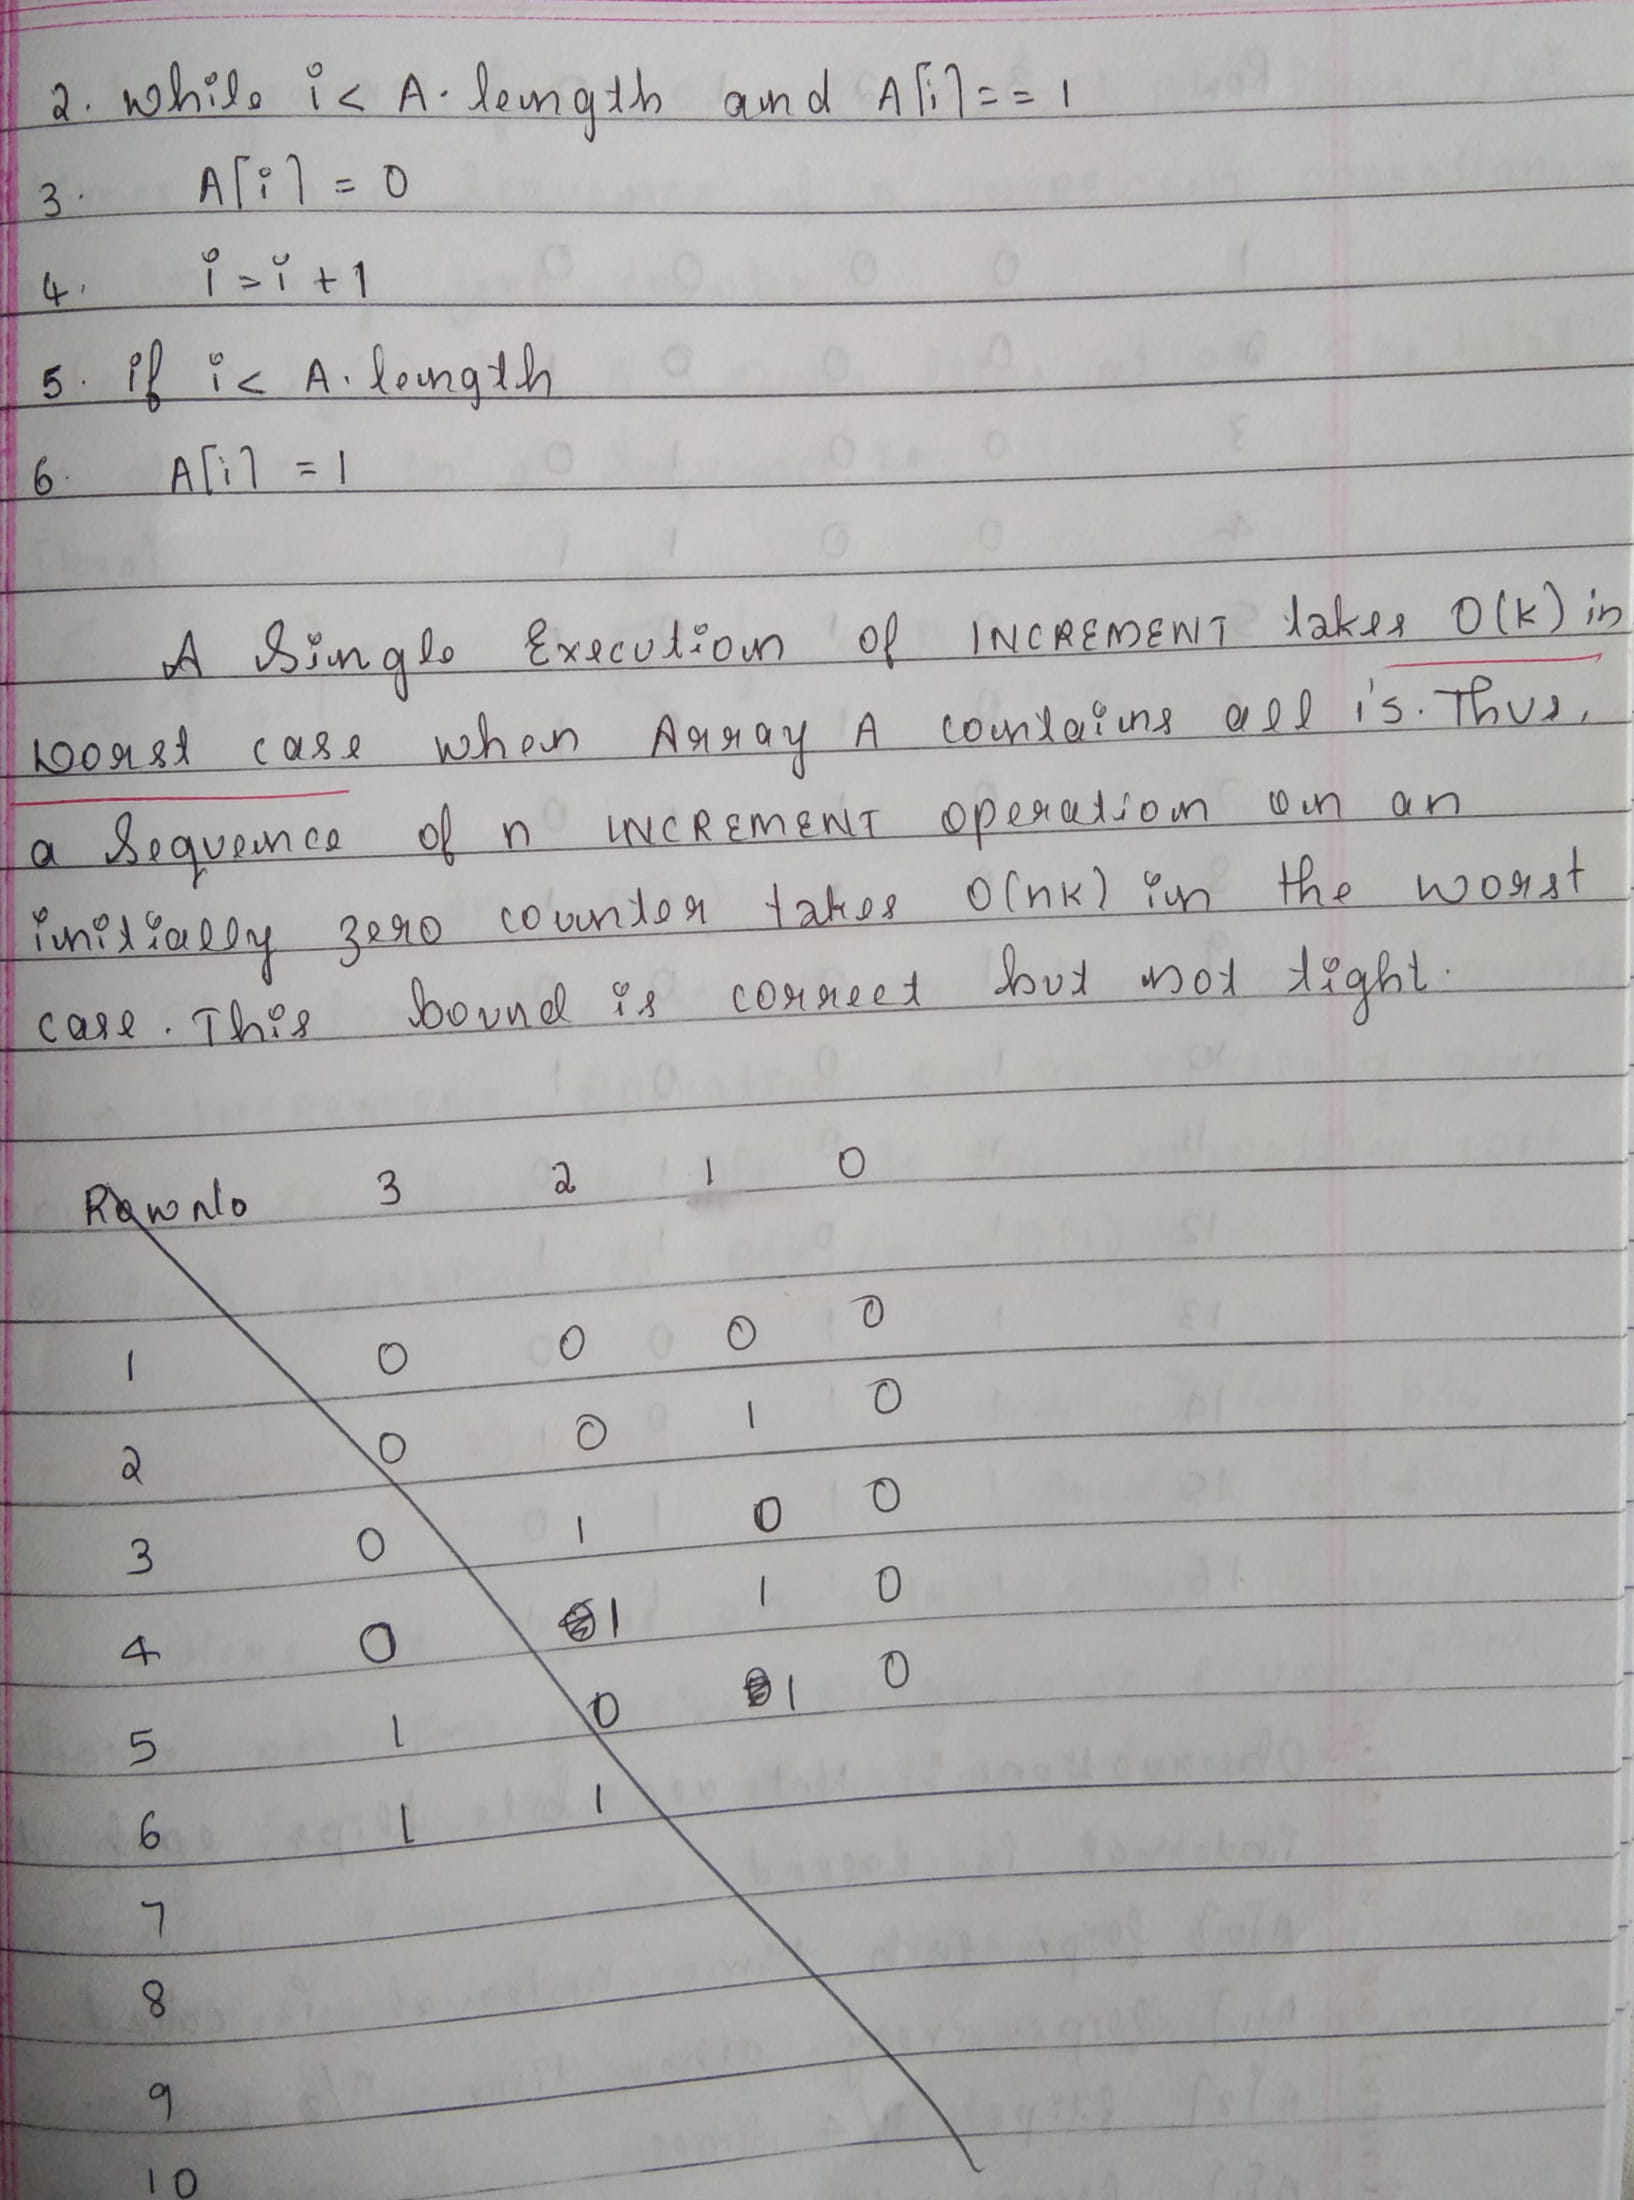 2. while i < A. length and A[i] == 1
3. A[i] = 0
4. i = i + 1
5. if i < A. length
6. A[i] = 1
A Single Execution of INCREMENT takes O(k) in
worst case when Array A contains all 1's. Thus,
a Sequence of n INCREMENT operation on an
initially zero counter takes O(nk) in the worst
case. This bound is correct but not tight.
Row No 3 2 1 0
1 0 0 0 0
2 0 0 1 0
3 0 1 0 0
4 0 1 1 0
5 1 0 1 0
6 1 1
7
8
9
10